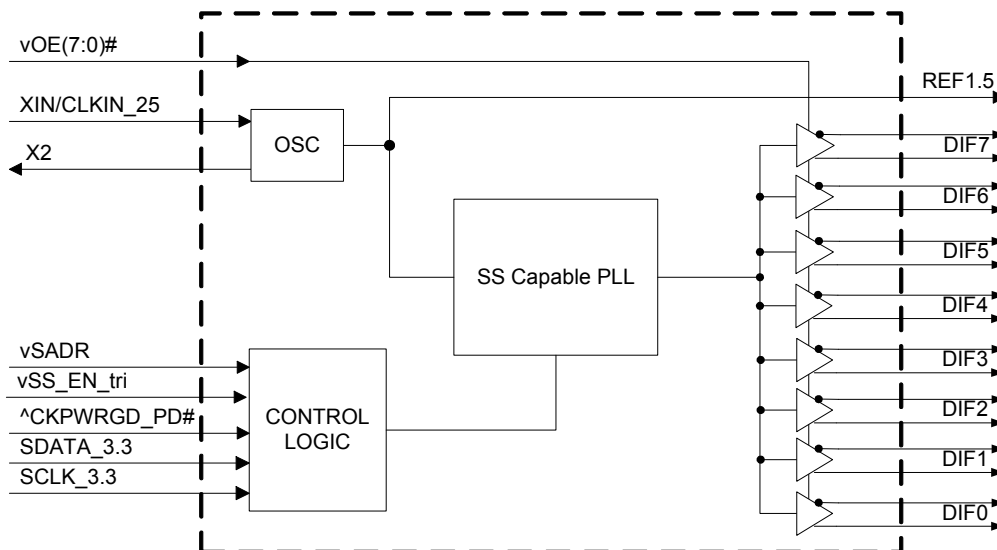 vOE(7:0)#
REF1.5
XIN/CLKIN_25
OSC
X2
DIF7
DIF6
DIF5
SS Capable PLL
DIF4
vSADR
DIF3
vSS_EN_tri
^CKPWRGD_PD#
CONTROL
LOGIC
DIF2
SDATA_3.3
DIF1
SCLK_3.3
DIF0